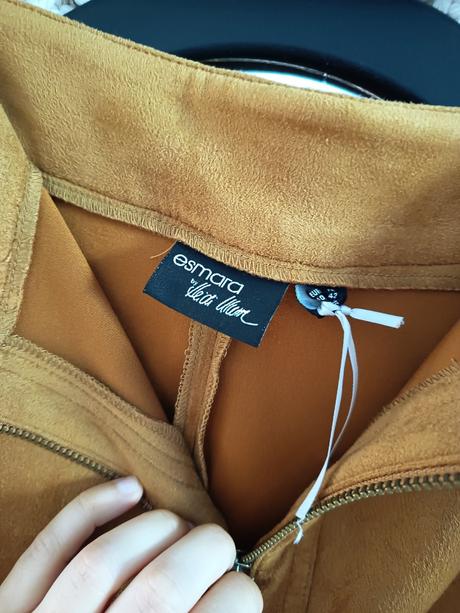 esmara
by
Heidi Klum